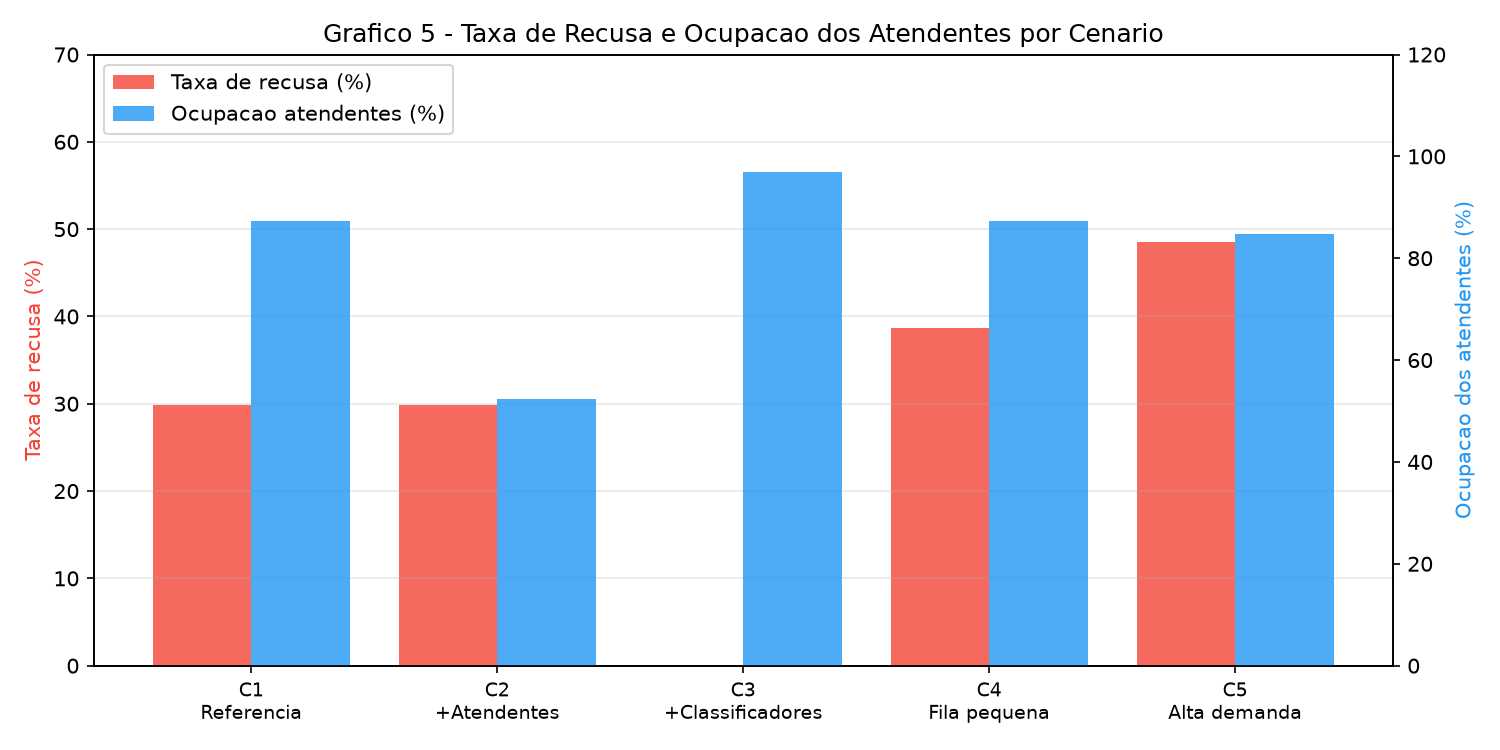 Grafico 5 - Taxa de Recusa e Ocupacao dos Atendentes por Cenario
Taxa de recusa (%)
Ocupacao atendentes (%)
Taxa de recusa (%)
70
60
50
40
30
20
10
0
120
100
80
60
40
20
0
Ocupacao dos atendentes (%)
C1
Referencia
C2
+Atendentes
C3
+Classificadores
C4
Fila pequena
C5
Alta demanda